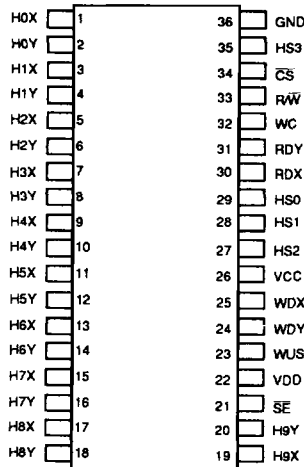 H0X 1 36 GND
H0Y 2 35 HS3
H1X 3 34 C̅S̅
H1Y 4 33 R/W̅
H2X 5 32 WC
H2Y 6 31 RDY
H3X 7 30 RDX
H3Y 8 29 HS0
H4X 9 28 HS1
H4Y 10 27 HS2
H5X 11 26 VCC
H5Y 12 25 WDX
H6X 13 24 WDY
H6Y 14 23 WUS
H7X 15 22 VDD
H7Y 16 21 S̅E̅
H8X 17 20 H9Y
H8Y 18 19 H9X